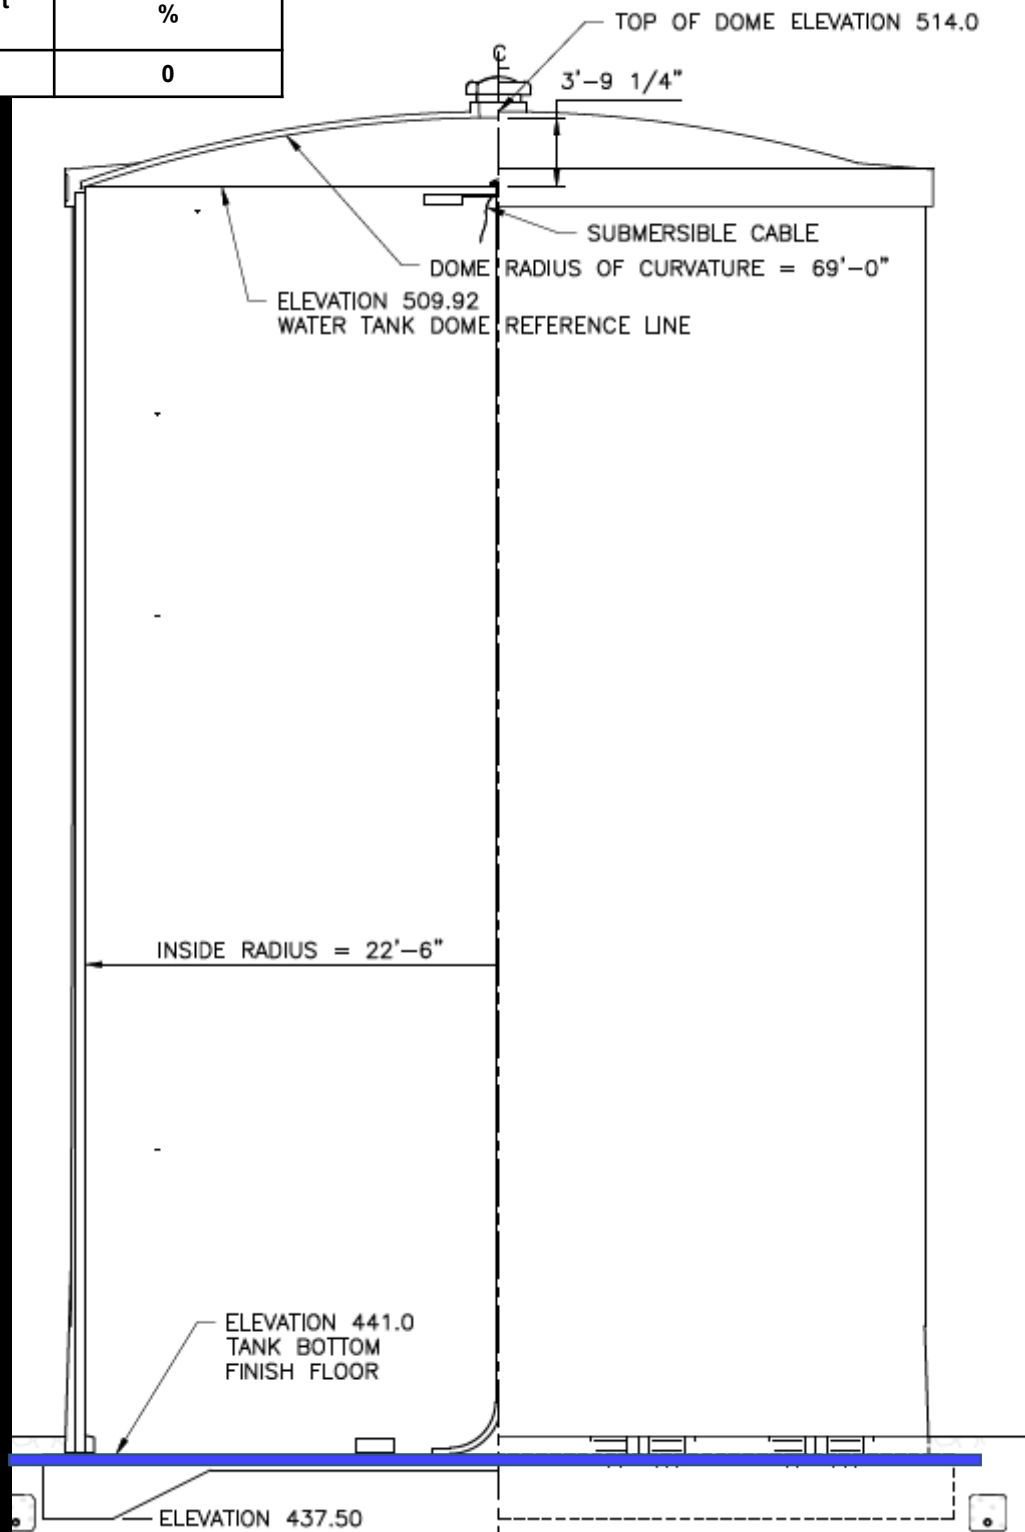 t
%
0
TOP OF DOME ELEVATION 514.0
℄
3'-9 1/4"
SUBMERSIBLE CABLE
DOME RADIUS OF CURVATURE = 69'-0"
ELEVATION 509.92
WATER TANK DOME REFERENCE LINE
INSIDE RADIUS = 22'-6"
ELEVATION 441.0
TANK BOTTOM
FINISH FLOOR
ELEVATION 437.50